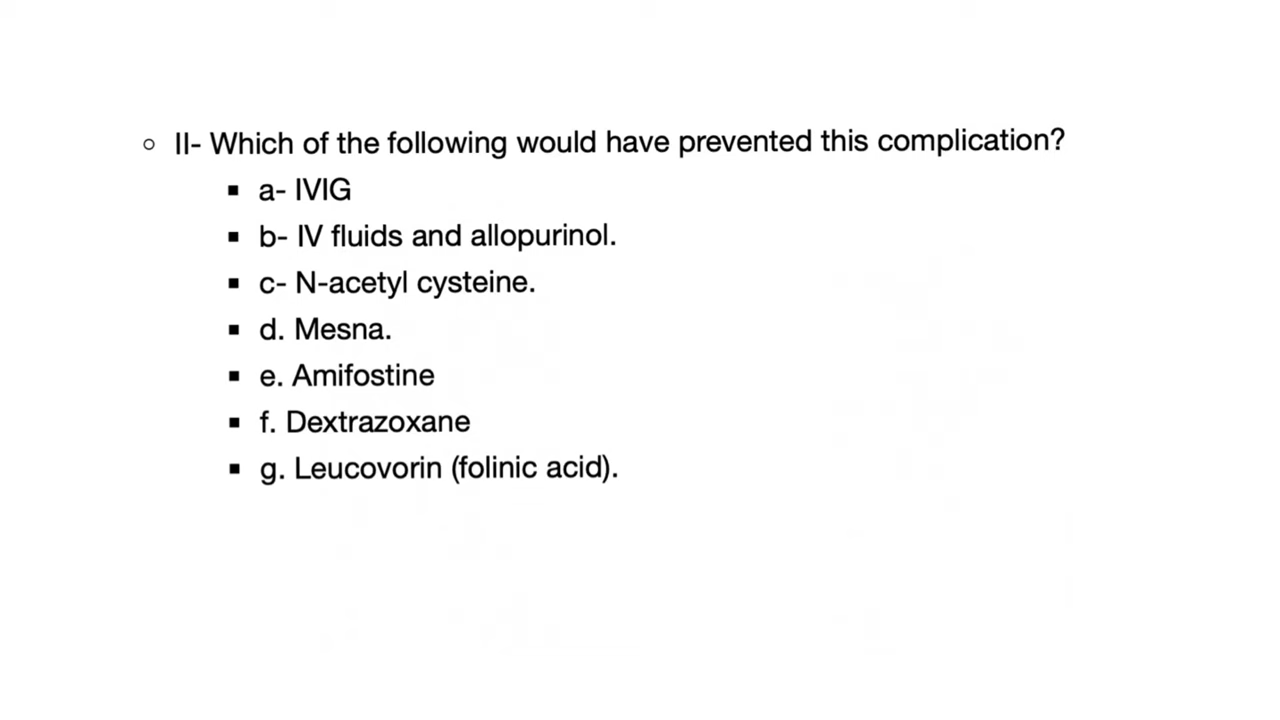 ○ II- Which of the following would have prevented this complication?
▪ a- IVIG
▪ b- IV fluids and allopurinol.
▪ c- N-acetyl cysteine.
▪ d. Mesna.
▪ e. Amifostine
▪ f. Dextrazoxane
▪ g. Leucovorin (folinic acid).